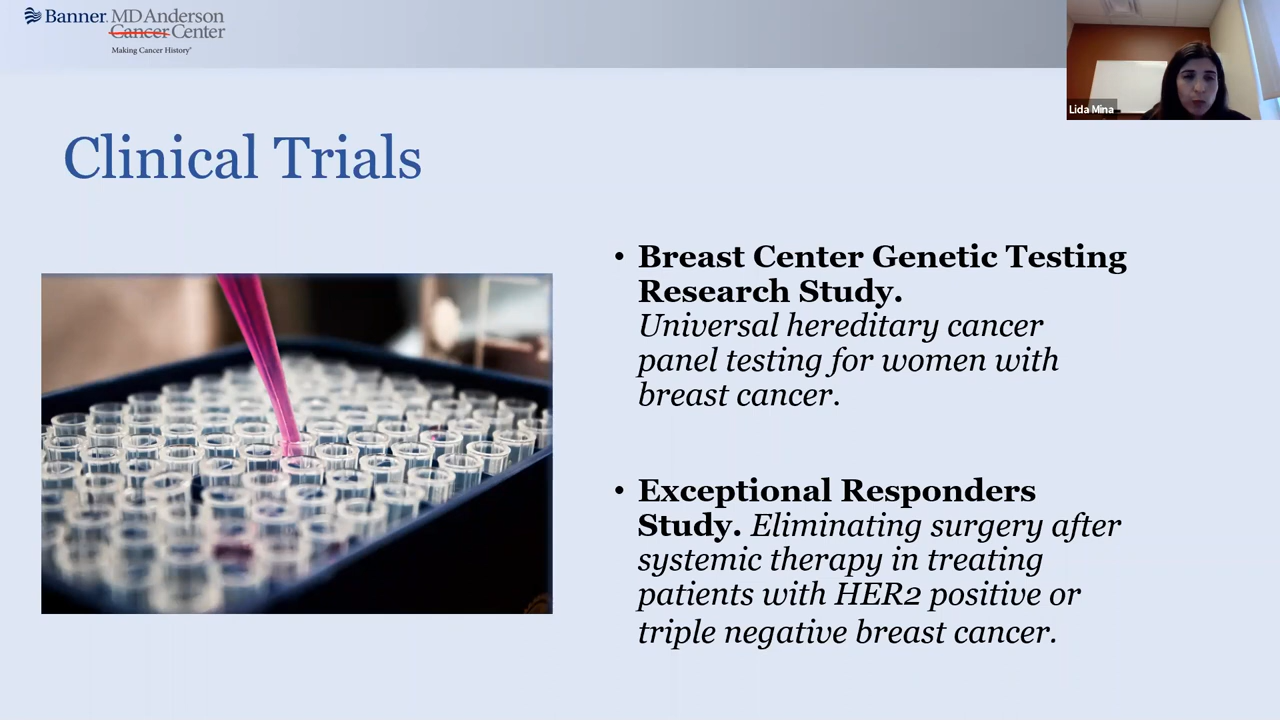 Banner MD Anderson
Cancer Center
Making Cancer History®
Lida Mina
Clinical Trials
• Breast Center Genetic Testing
Research Study.
Universal hereditary cancer
panel testing for women with
breast cancer.
• Exceptional Responders
Study. Eliminating surgery after
systemic therapy in treating
patients with HER2 positive or
triple negative breast cancer.